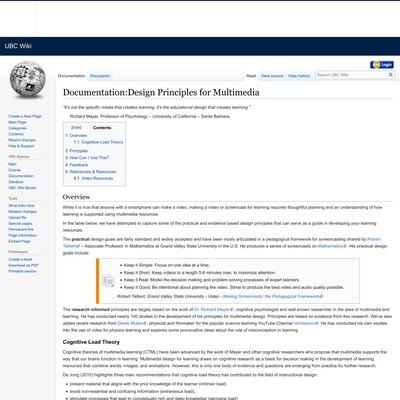 UBC Wiki
Login
Documentation Discussion Read View source View history Search UBC Wiki
Documentation:Design Principles for Multimedia
"It's not the specific media that creates learning, it's the educational design that creates learning."
Richard Mayer, Professor of Psychology – University of California – Santa Barbara.
Create a New Page
Main Page
Categories
Contents
Recent changes
Help & Support
Wiki Spaces
Main
Course
Documentation
Sandbox
UBC Wiki Books
Tools
What links here
Related changes
Upload file
Special pages
Permanent link
Page information
Embed Page
Print/export
Create a book
Download as PDF
Printable version
[hide] Contents
1 Overview
1.1 Cognitive Load Theory
2 Principles
3 How Can I Use This?
4 Feedback
5 References & Resources
5.1 Video Resources
Overview
While it is true that anyone with a smartphone can make a video, making a video or screencast for learning requires thoughtful planning and an understanding of how
learning is supported using multimedia resources.
In the table below, we have attempted to capture some of the practical and evidence based design principles that can serve as a guide in developing your learning
resources.
The practical design goals are fairly standard and widely accepted and have been nicely articulated in a pedagogical framework for screencasting shared by Robert
Talbert – Associate Professor in Mathematics at Grand Valley State University in the U.S. He produces a series of screencasts on Mathematics. His practical design
goals include:
Keep it Simple: Focus on one idea at a time.
Keep it Short: Keep videos to a length 5-6 minutes max. to maximize attention.
Keep it Real: Model the decision making and problem solving processes of expert learners.
Keep it Good: Be intentional about planning the video. Strive to produce the best video and audio quality possible.
Robert Talbert, Grand Valley State University - Video - Making Screencasts: the Pedagogical Framework
The research informed principles are largely based on the work of Dr. Richard Mayer, cognitive psychologist and well known researcher in the area of multimedia and
learning. He has conducted nearly 100 studies in the development of his principles for multimedia design. Principles are based on evidence from this research. We've also
added recent research from Derek Muller, physicist and filmmaker for the popular science learning YouTube Channel Veritasium. He has conducted his own studies
into the use of video for physics learning and explores some provocative ideas about the role of misconception in learning.
Cognitive Load Theory
Cognitive theories of multimedia learning (CTML) have been advanced by the work of Mayer and other cognitive researchers who propose that multimedia supports the
way that our brains function in learning. Multimedia design for learning draws on cognitive research as a basis for decision making in the development of learning
resources that combine words, images, and animations. However, this is only one body of evidence and questions are emerging from practice for further research.
De Jong (2010) highlights three main recommendations that cognitive load theory has contributed to the field of instructional design:
present material that aligns with the prior knowledge of the learner (intrinsic load)
avoid non-essential and confusing information (extraneous load),
stimulate processes that lead to conceptually rich and deep knowledge (germane load)